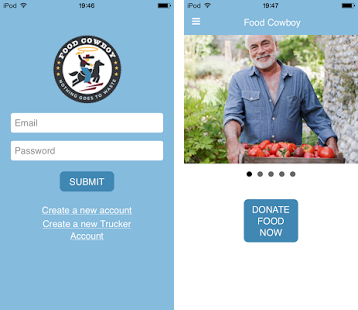 iPod 19:46
FOOD COWBOY
NOTHING GOES TO WASTE
Email
Password
SUBMIT
Create a new account
Create a new Trucker
Account
iPod 19:47
Food Cowboy
DONATE
FOOD
NOW